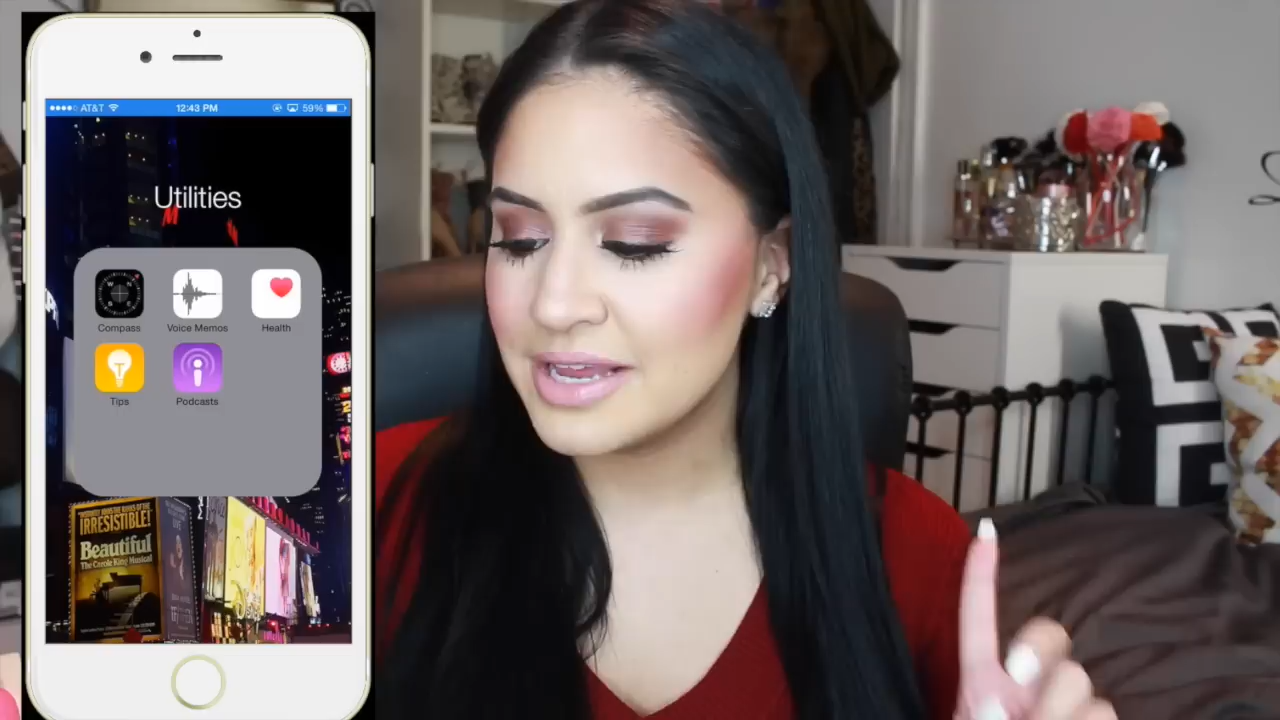 AT&T 12:43 PM 59%
Utilities
Compass Voice Memos Health
Tips Podcasts
IRRESISTIBLE!
Beautiful
The Carole King Musical